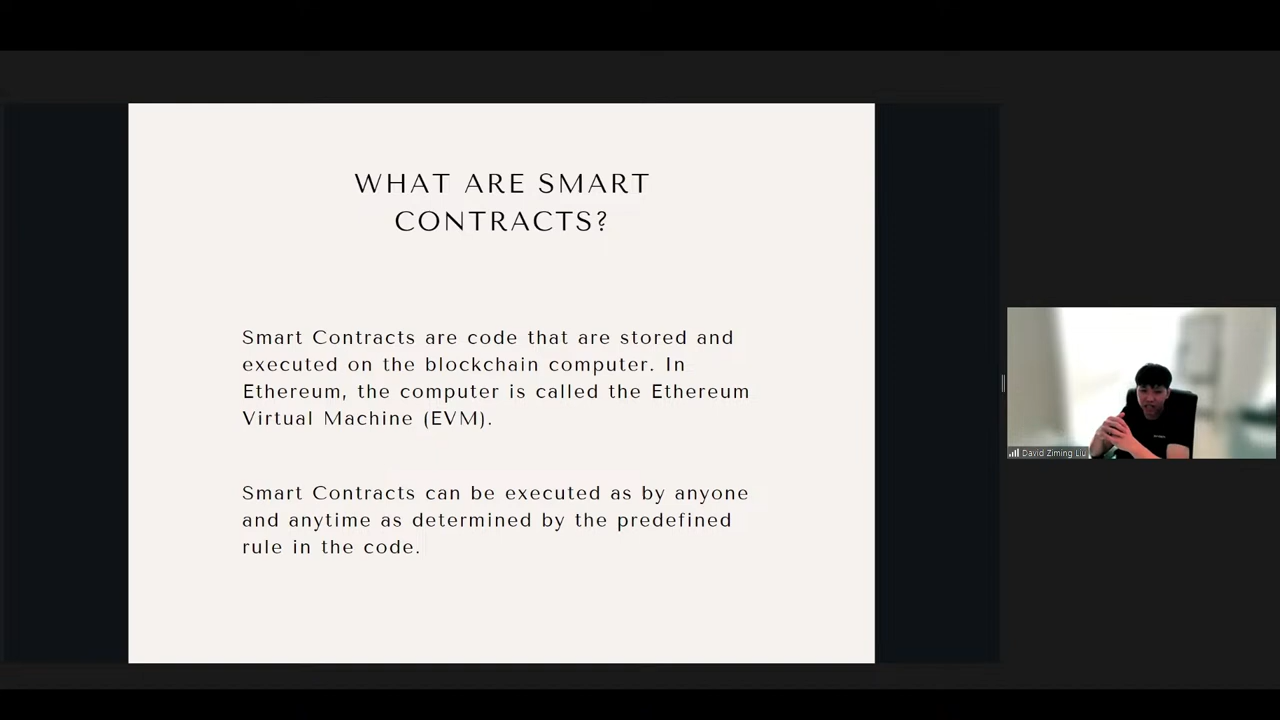 WHAT ARE SMART
CONTRACTS?
Smart Contracts are code that are stored and
executed on the blockchain computer. In
Ethereum, the computer is called the Ethereum
Virtual Machine (EVM).
Smart Contracts can be executed as by anyone
and anytime as determined by the predefined
rule in the code.
David Ziming Liu